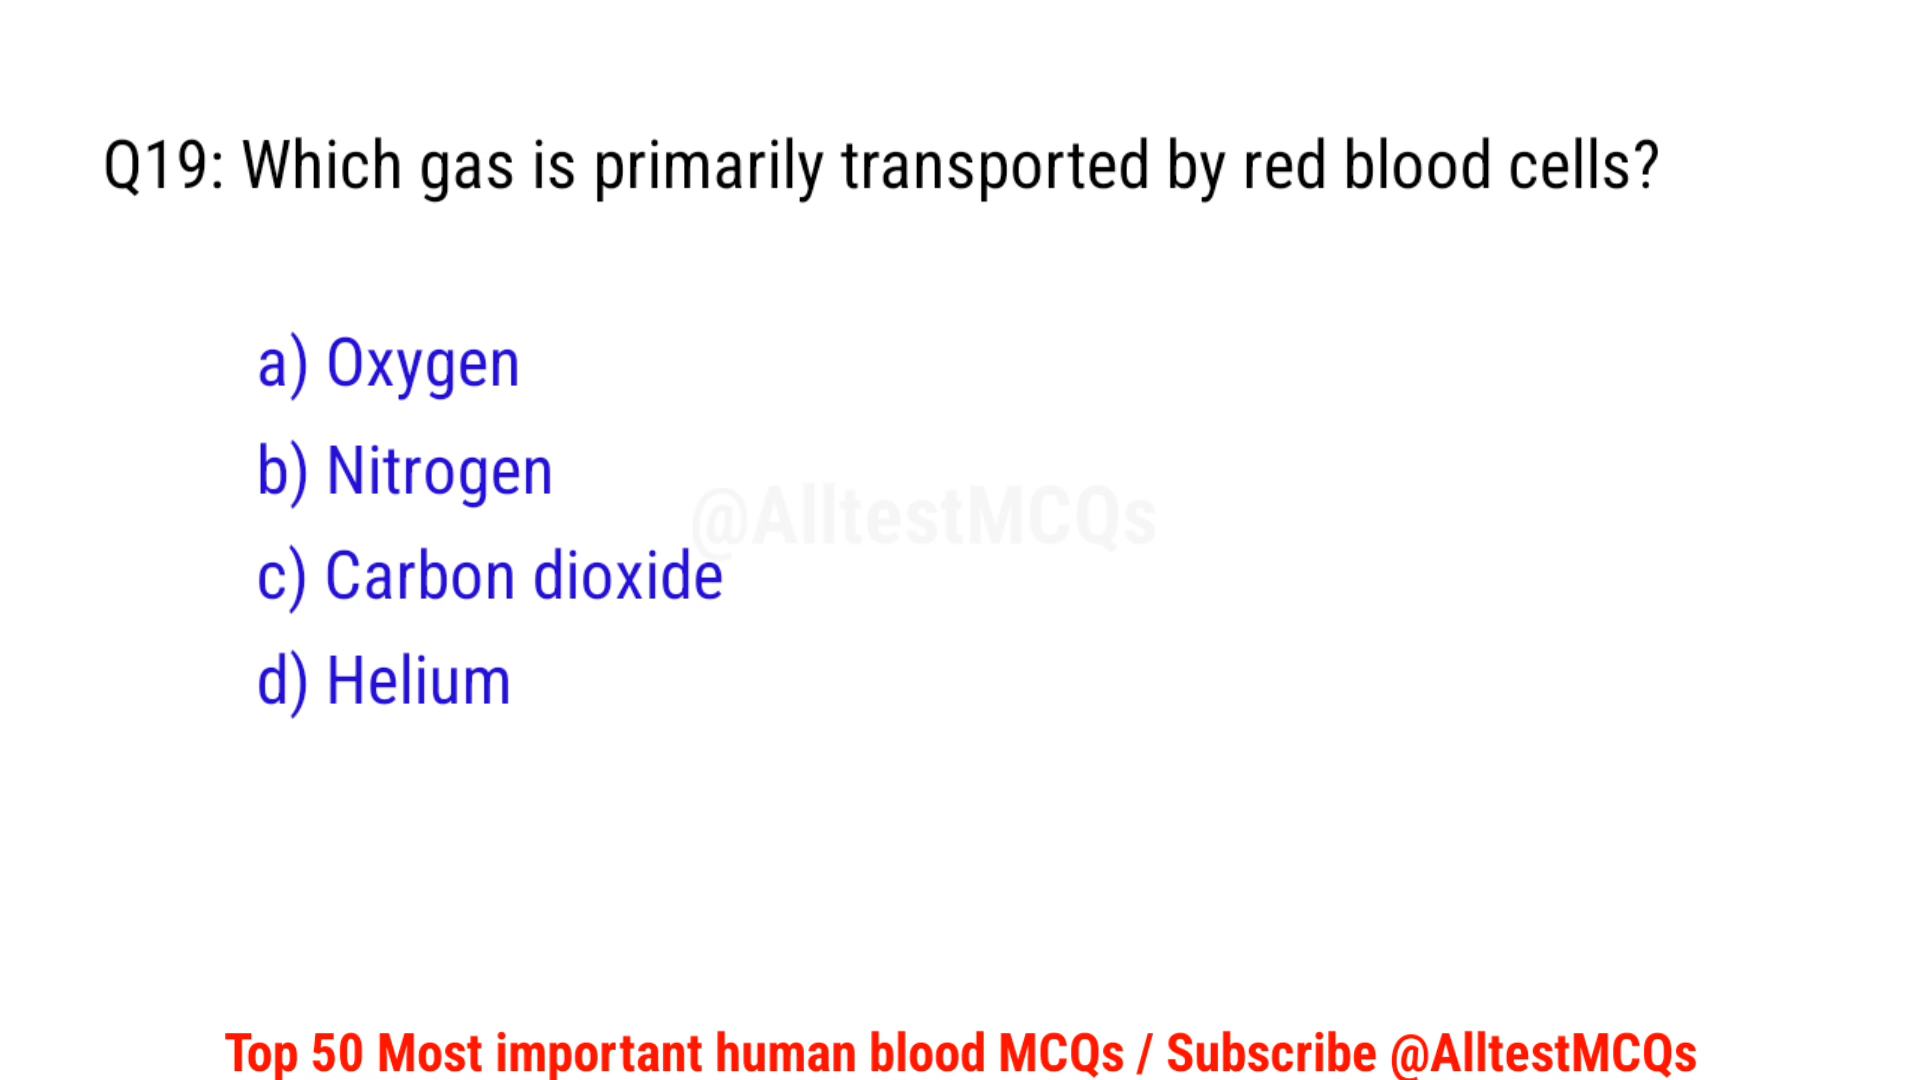 Q19: Which gas is primarily transported by red blood cells?
a) Oxygen
b) Nitrogen
@AlltestMCQs
c) Carbon dioxide
d) Helium
Top 50 Most important human blood MCQs / Subscribe @AlltestMCQs